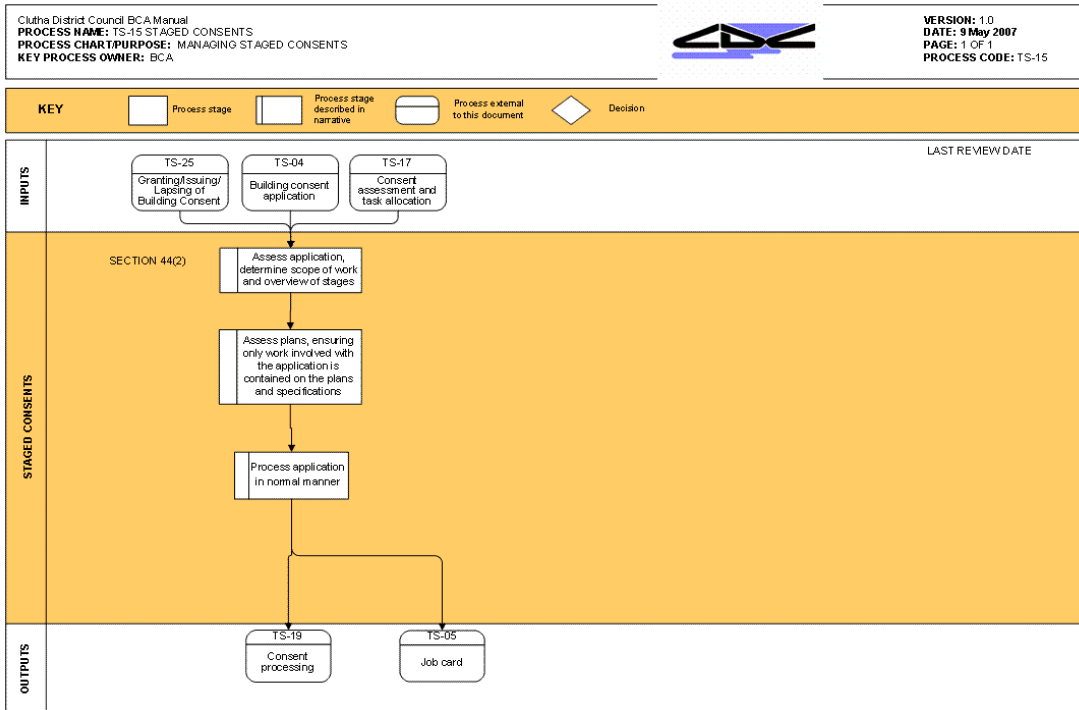 Clutha District Council BCA Manual
PROCESS NAME: TS-15 STAGED CONSENTS
PROCESS CHART/PURPOSE: MANAGING STAGED CONSENTS
KEY PROCESS OWNER: BCA
CDC
VERSION: 1.0
DATE: 9 May 2007
PAGE: 1 OF 1
PROCESS CODE: TS-15
KEY
Process stage
Process stage
described in
narrative
Process external
to this document
Decision
INPUTS
LAST REVIEW DATE
TS-25
Granting/Issuing/
Lapsing of
Building Consent
TS-04
Building consent
application
TS-17
Consent
assessment and
task allocation
STAGED CONSENTS
SECTION 44(2)
Assess application,
determine scope of work
and overview of stages
Assess plans, ensuring
only work involved with
the application is
contained on the plans
and specifications
Process application
in normal manner
OUTPUTS
TS-19
Consent
processing
TS-05
Job card